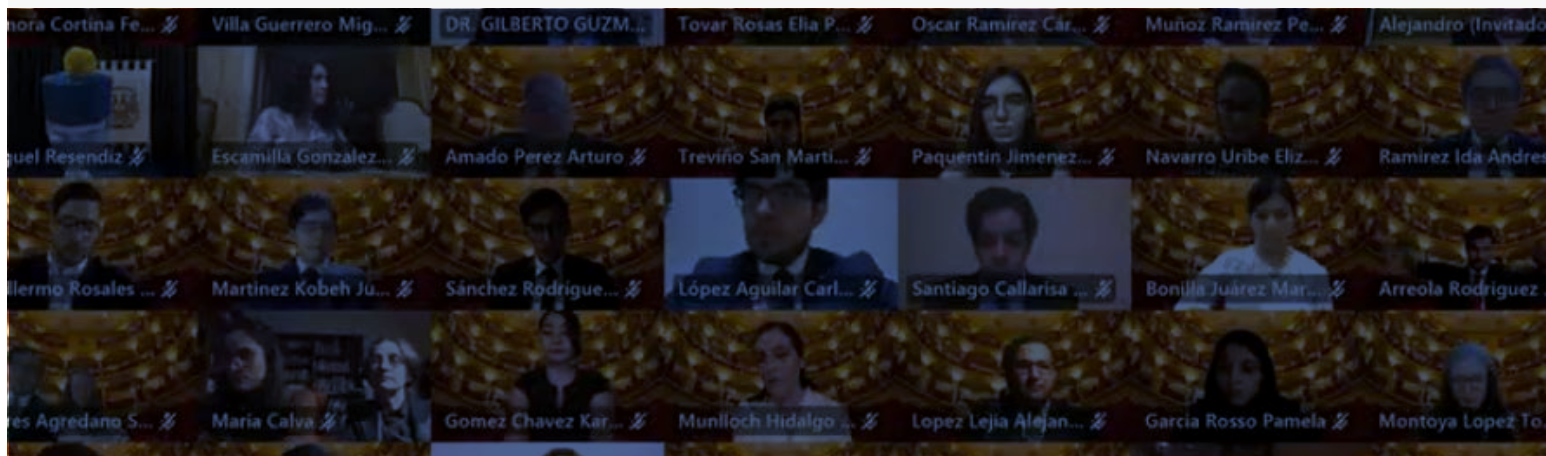 nora Cortina Fe...
Villa Guerrero Mig...
DR. GILBERTO GUZM...
Tovar Rosas Elia P...
Oscar Ramírez Cár...
Muñoz Ramirez Pe...
Alejandro (Invitado
guel Resendiz
Escamilla Gonzalez...
Amado Perez Arturo
Treviño San Marti...
Paquentin Jimenez...
Navarro Uribe Eliz...
Ramirez Ida Andres
llermo Rosales ...
Martinez Kobeh Ju...
Sánchez Rodrigue...
López Aguilar Carl...
Santiago Callarisa ...
Bonilla Juárez Mar...
Arreola Rodriguez
res Agredano S...
Maria Calva
Gomez Chavez Kar...
Munlloch Hidalgo ...
Lopez Lejia Alejan...
Garcia Rosso Pamela
Montoya Lopez To.